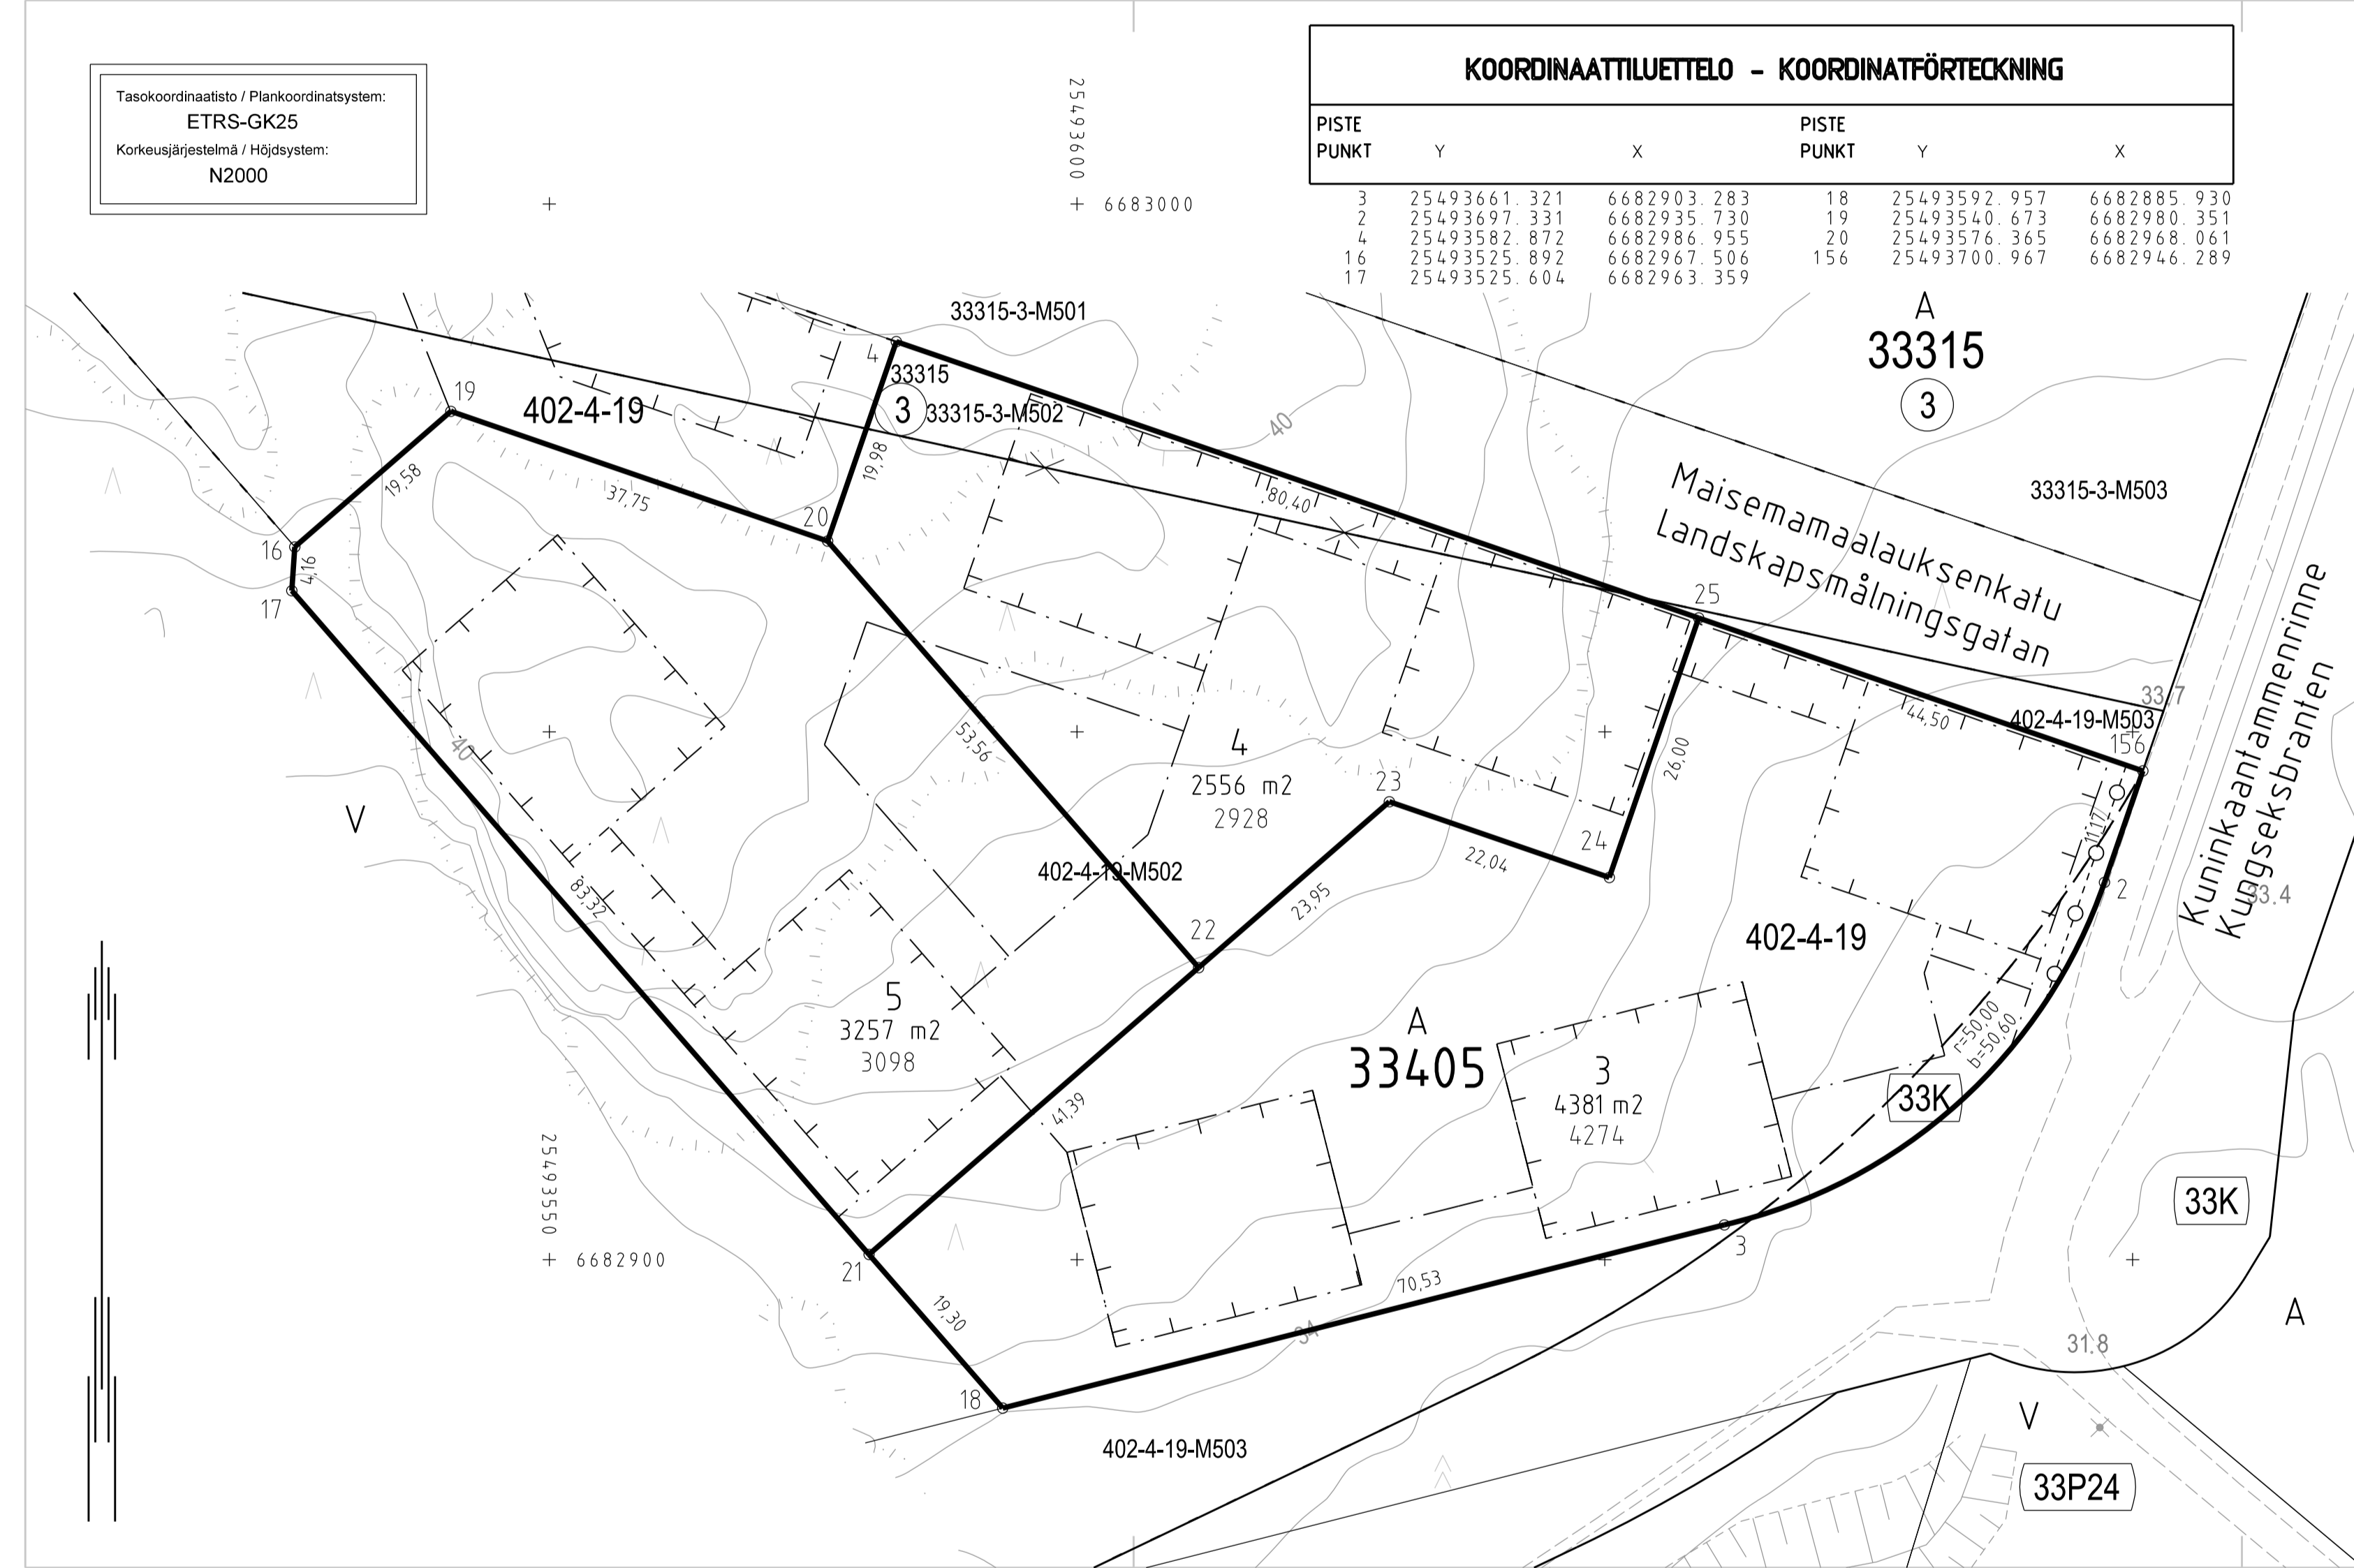 Tasokoordinaatisto / Plankoordinatsystem:
ETRS-GK25
Korkeusjärjestelmä / Höjdsystem:
N2000
KOORDINAATTILUETTELO - KOORDINATFÖRTECKNING
PISTE PISTE
PUNKT Y X PUNKT Y X
3 25493661.321 6682903.283 18 25493592.957 6682885.930
2 25493697.331 6682935.730 19 25493540.673 6682980.351
4 25493582.872 6682986.955 20 25493576.365 6682968.061
16 25493525.892 6682967.506 156 25493700.967 6682946.289
17 25493525.604 6682963.359
25493600
6683000
33315-3-M501
A
33315
3
4
33315
3
33315-3-M502
19
402-4-19
40
19,98
19,58
37,75
80,40
33315-3-M503
Maisemamaalauksenkatu
Landskapsmålningsgatan
20
16
4,16
17
25
33.7
44,50
402-4-19-M503
156
Kuninkaantammenrinne
Kungseksbranten
40
53,56
4
2556 m2
2928
26,00
23
V
24
22,04
11,17
2
33.4
402-4-19-M502
83,32
23,95
22
402-4-19
5
3257 m2
3098
A
33405
3
4381 m2
4274
r=50,00
b=50,60
33K
41,39
33K
25493550
6682900
21
3
70,53
19,30
34
A
31.8
18
402-4-19-M503
V
33P24